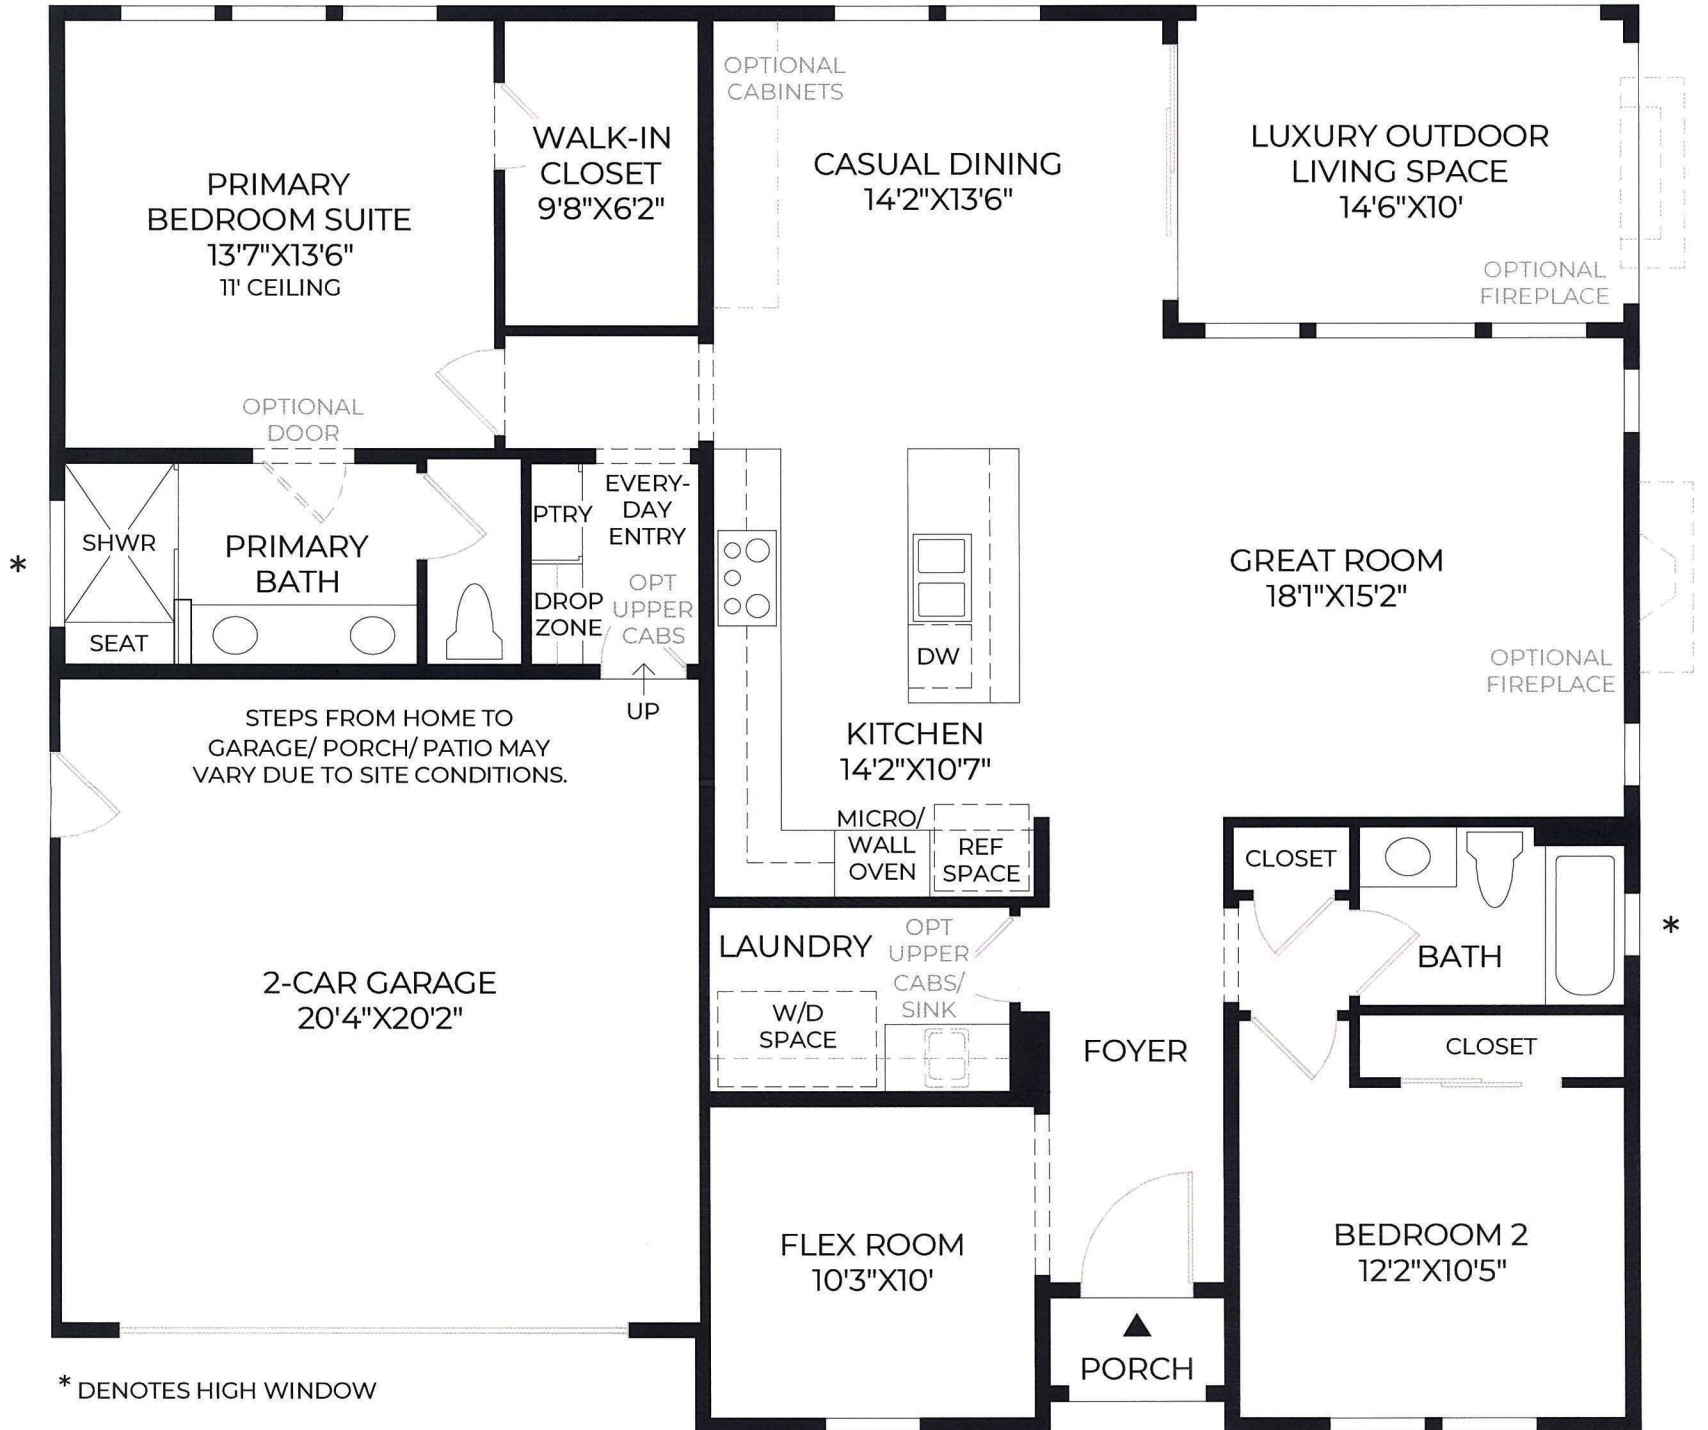 OPTIONAL
CABINETS
WALK-IN
CLOSET
9'8"X6'2"
CASUAL DINING
14'2"X13'6"
LUXURY OUTDOOR
LIVING SPACE
14'6"X10'
OPTIONAL
FIREPLACE
PRIMARY
BEDROOM SUITE
13'7"X13'6"
11' CEILING
OPTIONAL
DOOR
SHWR
SEAT
PRIMARY
BATH
PTRY
EVERY-
DAY
ENTRY
DROP
ZONE
OPT
UPPER
CABS
UP
DW
KITCHEN
14'2"X10'7"
MICRO/
WALL
OVEN
REF
SPACE
GREAT ROOM
18'1"X15'2"
OPTIONAL
FIREPLACE
*
STEPS FROM HOME TO
GARAGE/ PORCH/ PATIO MAY
VARY DUE TO SITE CONDITIONS.
2-CAR GARAGE
20'4"X20'2"
LAUNDRY
OPT
UPPER
CABS/
SINK
W/D
SPACE
FOYER
CLOSET
BATH
*
CLOSET
FLEX ROOM
10'3"X10'
BEDROOM 2
12'2"X10'5"
PORCH
* DENOTES HIGH WINDOW